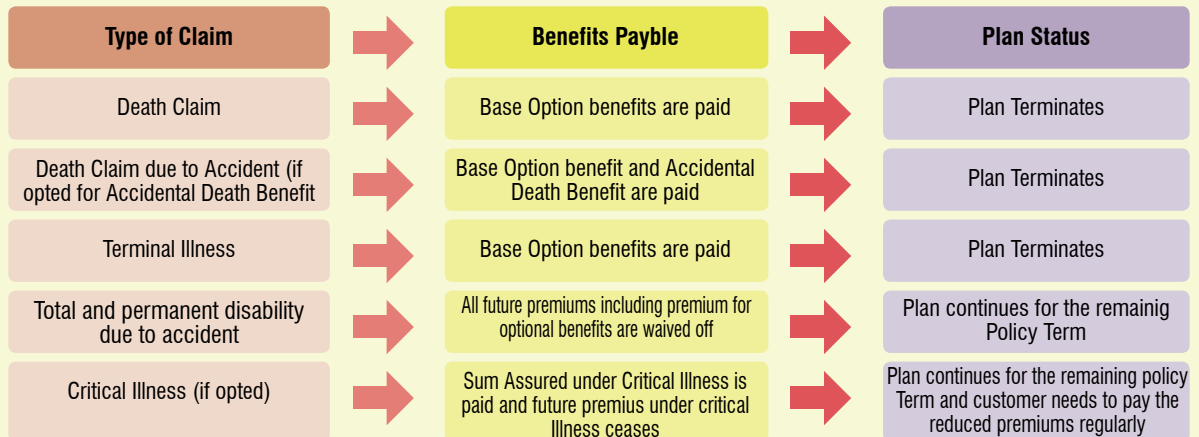 Type of Claim
Benefits Payble
Plan Status
Death Claim
Base Option benefits are paid
Plan Terminates
Death Claim due to Accident (if
opted for Accidental Death Benefit
Base Option benefit and Accidental
Death Benefit are paid
Plan Terminates
Terminal Illness
Base Option benefits are paid
Plan Terminates
Total and permanent disability
due to accident
All future premiums including premium for
optional benefits are waived off
Plan continues for the remainig
Policy Term
Critical Illness (if opted)
Sum Assured under Critical Illness is
paid and future premius under critical
Illness ceases
Plan continues for the remaining policy
Term and customer needs to pay the
reduced premiums regularly